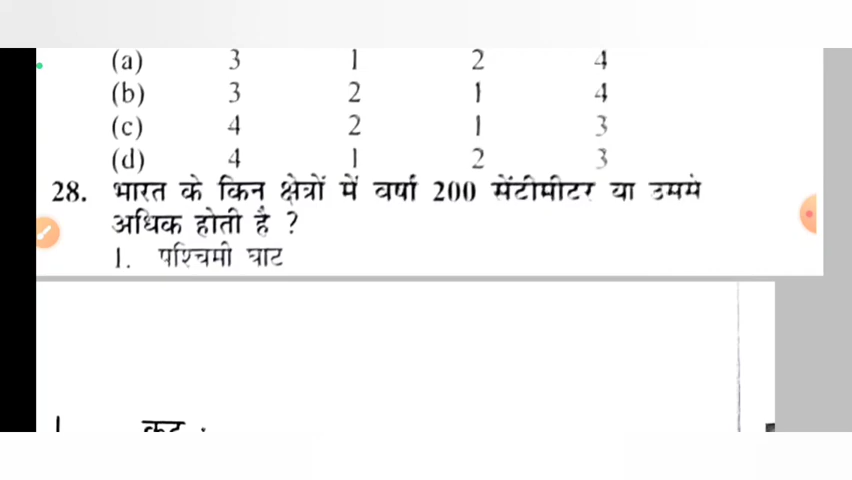 (a) 3 1 2 4
(b) 3 2 1 4
(c) 4 2 1 3
(d) 4 1 2 3
28. भारत के किन क्षेत्रों में वर्षा 200 सेंटीमीटर या उससे
अधिक होती है ?
1. पश्चिमी घाट
कूट :